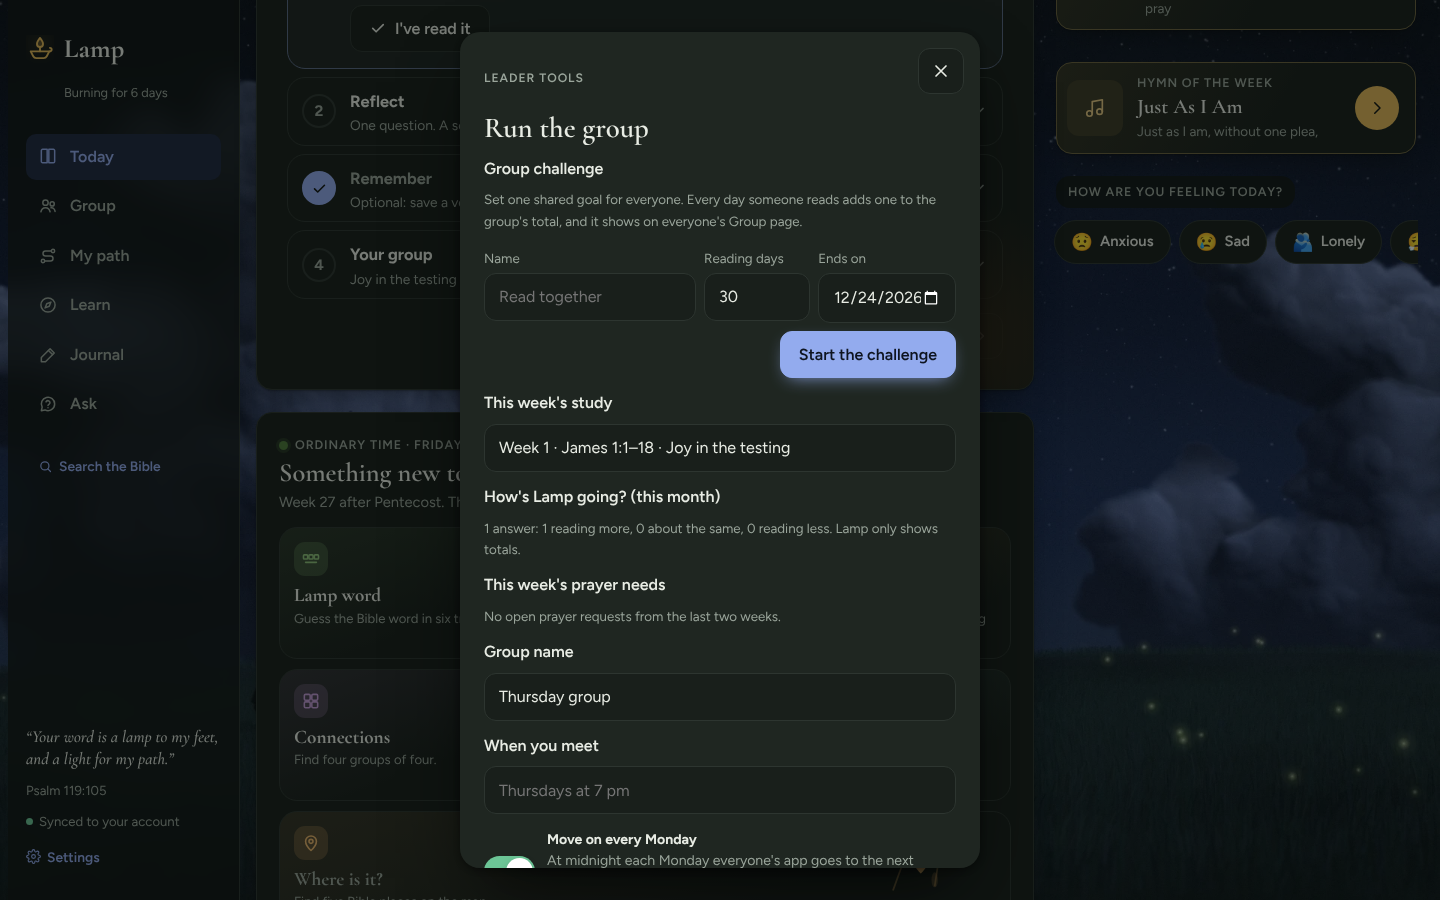 Lamp
Burning for 6 days
Today
Group
My path
Learn
Journal
Ask
Search the Bible
“Your word is a lamp to my feet,
and a light for my path.”
Psalm 119:105
Synced to your account
Settings
I've read it
2
Reflect
One question. A s
Remember
Optional: save a v
4
Your group
Joy in the testing
ORDINARY TIME · FRIDAY
Something new to
Week 27 after Pentecost. Th
Lamp word
Guess the Bible word in six t
Connections
Find four groups of four.
Where is it?
Find five Bible places on the map
LEADER TOOLS
Run the group
Group challenge
Set one shared goal for everyone. Every day someone reads adds one to the
group's total, and it shows on everyone's Group page.
Name
Reading days
Ends on
Read together
30
12/24/2026
Start the challenge
This week's study
Week 1 · James 1:1–18 · Joy in the testing
How's Lamp going? (this month)
1 answer: 1 reading more, 0 about the same, 0 reading less. Lamp only shows
totals.
This week's prayer needs
No open prayer requests from the last two weeks.
Group name
Thursday group
When you meet
Thursdays at 7 pm
Move on every Monday
At midnight each Monday everyone's app goes to the next
pray
HYMN OF THE WEEK
Just As I Am
Just as I am, without one plea,
HOW ARE YOU FEELING TODAY?
Anxious
Sad
Lonely